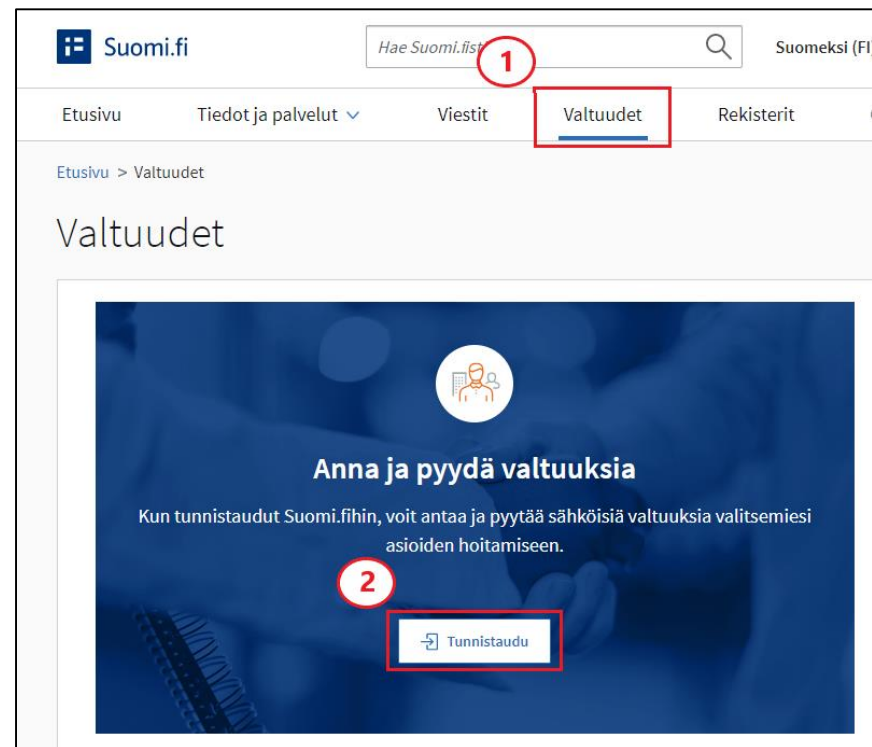 Suomi.fi
Hae Suomi.fist
Suomeksi (FI)
1
Etusivu Tiedot ja palvelut Viestit Valtuudet Rekisterit
Etusivu > Valtuudet
Valtuudet
Anna ja pyydä valtuuksia
Kun tunnistaudut Suomi.fihin, voit antaa ja pyytää sähköisiä valtuuksia valitsemiesi
asioiden hoitamiseen.
2
Tunnistaudu